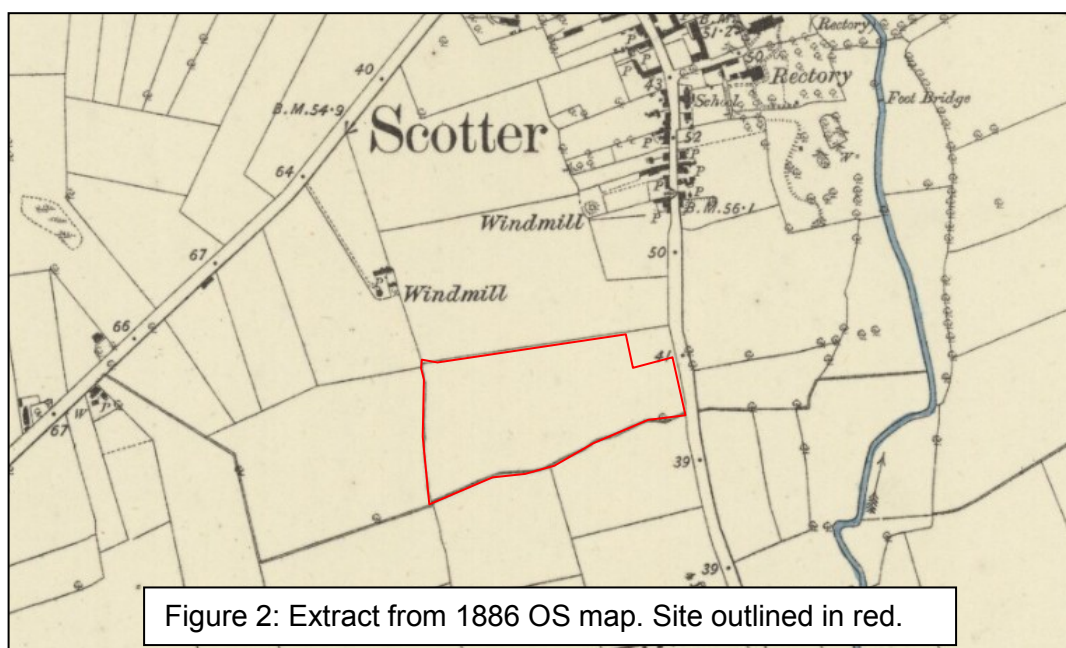 Rectory
B.M.
51·2
40
50
43
Rectory
Foot Bridge
B.M.54·9
School
Scotter
52
P
P
P
W
64
P
P
P
B.M.56·1
Windmill
67
50
P
Windmill
66
41
W
P
67
39
39
Figure 2: Extract from 1886 OS map. Site outlined in red.